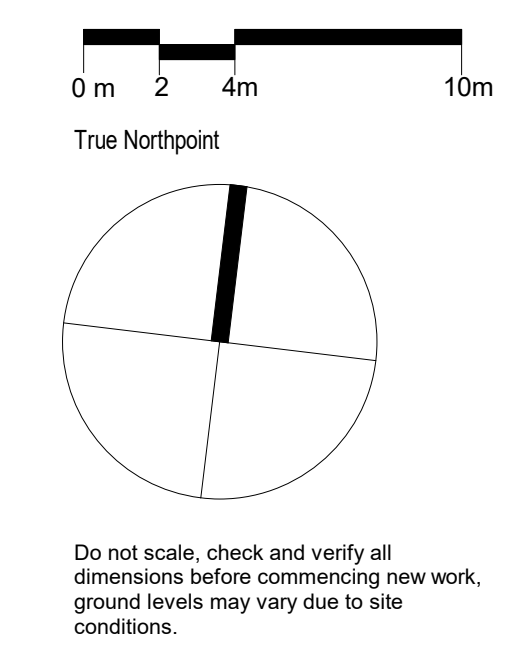 0 m 2 4m 10m
True Northpoint
Do not scale, check and verify all
dimensions before commencing new work,
ground levels may vary due to site
conditions.